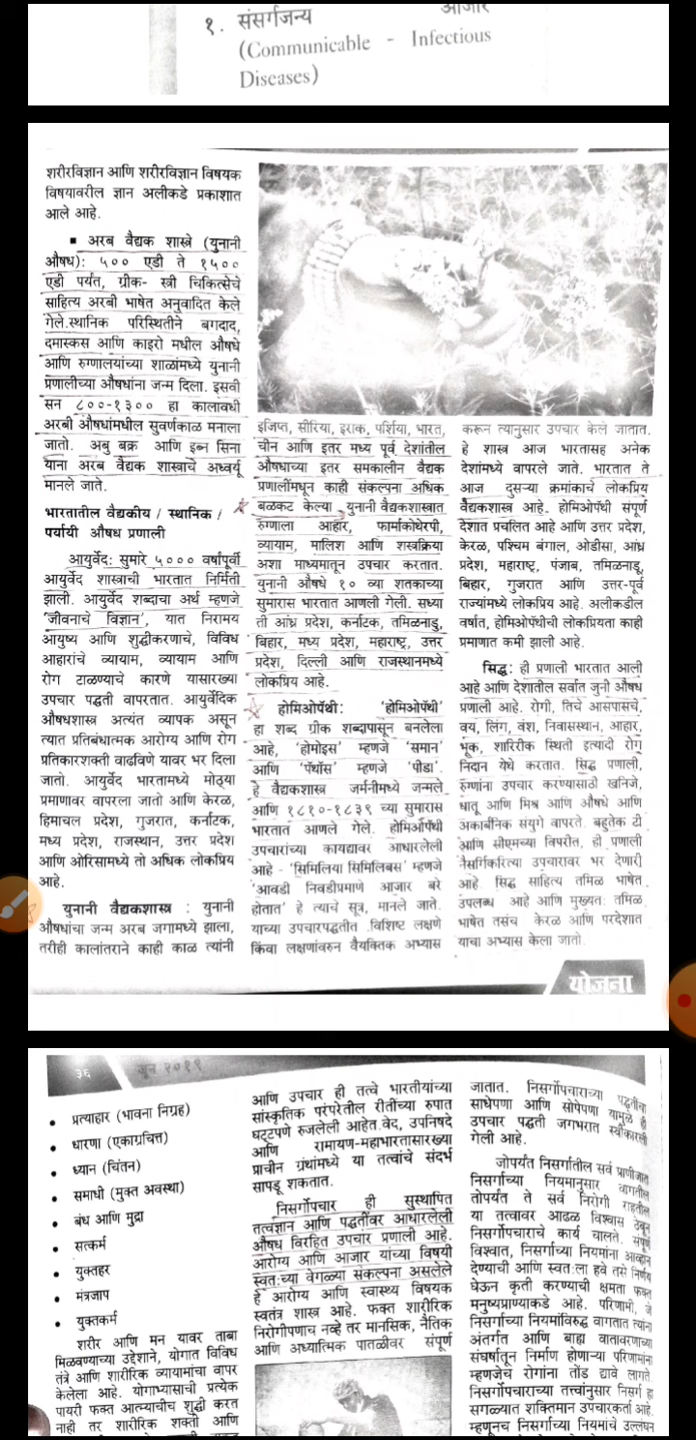 १. संसर्गजन्य आजार
(Communicable - Infectious
Diseases)
शरीरविज्ञान आणि शरीरविज्ञान विषयक
विषयावरील ज्ञान अलीकडे प्रकाशात
आले आहे.
▪ अरब वैद्यक शास्त्रे (युनानी
औषध): ५०० एडी ते १५००
एडी पर्यंत, ग्रीक- स्त्री चिकित्सेचे
साहित्य अरबी भाषेत अनुवादित केले
गेले.स्थानिक परिस्थितीने बगदाद,
दमास्कस आणि काइरो मधील औषधे
आणि रुग्णालयांच्या शाळांमध्ये युनानी
प्रणालीच्या औषधांना जन्म दिला. इसवी
सन ८००-१३०० हा कालावधी
अरबी औषधांमधील सुवर्णकाळ मनाला
जातो. अबु बक्र आणि इब्न सिना
याना अरब वैद्यक शास्त्राचे अध्वर्यू
मानले जाते.
भारतातील वैद्यकीय / स्थानिक /
पर्यायी औषध प्रणाली
आयुर्वेद: सुमारे ५००० वर्षांपूर्वी
आयुर्वेद शास्त्राची भारतात निर्मिती
झाली. आयुर्वेद शब्दाचा अर्थ म्हणजे
'जीवनाचे विज्ञान', यात निरामय
आयुष्य आणि शुद्धीकरणाचे, विविध
आहारांचे व्यायाम, व्यायाम आणि
रोग टाळण्याचे कारणे यासारख्या
उपचार पद्धती वापरतात. आयुर्वेदिक
औषधशास्त्र अत्यंत व्यापक असून
त्यात प्रतिबंधात्मक आरोग्य आणि रोग
प्रतिकारशक्ती वाढविणे यावर भर दिला
जातो. आयुर्वेद भारतामध्ये मोठ्या
प्रमाणावर वापरला जातो आणि केरळ,
हिमाचल प्रदेश, गुजरात, कर्नाटक,
मध्य प्रदेश, राजस्थान, उत्तर प्रदेश
आणि ओरिसामध्ये तो अधिक लोकप्रिय
आहे.
युनानी वैद्यकशास्त्र : युनानी
औषधांचा जन्म अरब जगामध्ये झाला,
तरीही कालांतराने काही काळ त्यांनी
इजिप्त, सीरिया, इराक, पर्शिया, भारत,
चीन आणि इतर मध्य पूर्व देशांतील
औषधाच्या इतर समकालीन वैद्यक
प्रणालींमधून काही संकल्पना अधिक
बळकट केल्या. युनानी वैद्यकशास्त्रात
रुग्णाला आहार, फार्माकोथेरपी,
व्यायाम, मालिश आणि शस्त्रक्रिया
अशा माध्यमातून उपचार करतात.
युनानी औषधे १० व्या शतकाच्या
सुमारास भारतात आणली गेली. सध्या
ती आंध्र प्रदेश, कर्नाटक, तमिळनाडु,
बिहार, मध्य प्रदेश, महाराष्ट्र, उत्तर
प्रदेश, दिल्ली आणि राजस्थानमध्ये
लोकप्रिय आहे.
होमिओपॅथी: 'होमिओपॅथी'
हा शब्द ग्रीक शब्दापासून बनलेला
आहे, 'होमोइस' म्हणजे 'समान'
आणि 'पॅथॉस' म्हणजे 'पीडा'.
हे वैद्यकशास्त्र जर्मनीमध्ये जन्मले
आणि १८१०-१८३९ च्या सुमारास
भारतात आणले गेले. होमिओपॅथी
उपचारांच्या कायद्यावर आधारलेली
आहे - 'सिमिलिया सिमिलिबस' म्हणजे
'आवडी निवडीप्रमाणे आजार बरे
होतात' हे त्याचे सूत्र, मानले जाते.
याच्या उपचारपद्धतीत विशिष्ट लक्षणे
किंवा लक्षणांवरुन वैयक्तिक अभ्यास
करून त्यानुसार उपचार केले जातात.
हे शास्त्र आज भारतासह अनेक
देशांमध्ये वापरले जाते. भारतात ते
आज दुसऱ्या क्रमांकाचे लोकप्रिय
वैद्यकशास्त्र आहे. होमिओपॅथी संपूर्ण
देशात प्रचलित आहे आणि उत्तर प्रदेश,
केरळ, पश्चिम बंगाल, ओडीसा, आंध्र
प्रदेश, महाराष्ट्र, पंजाब, तमिळनाडू,
बिहार, गुजरात आणि उत्तर-पूर्व
राज्यांमध्ये लोकप्रिय आहे. अलीकडील
वर्षात, होमिओपॅथीची लोकप्रियता काही
प्रमाणात कमी झाली आहे.
सिद्ध: ही प्रणाली भारतात आली
आहे आणि देशातील सर्वात जुनी औषध
प्रणाली आहे. रोगी, तिचे आसपासचे,
वय, लिंग, वंश, निवासस्थान, आहार,
भूक, शारिरीक स्थिती इत्यादी रोग
निदान येथे करतात. सिद्ध प्रणाली,
रुग्णांना उपचार करण्यासाठी खनिजे,
धातू आणि मिश्र आणि औषधे आणि
अकार्बनिक संयुगे वापरते. बहुतेक टी
आणि सीएमच्या विपरीत, ही प्रणाली
नैसर्गिकरित्या उपचारावर भर देणारी
आहे. सिद्ध साहित्य तमिळ भाषेत
उपलब्ध आहे आणि मुख्यत: तमिळ
भाषेत तसंच केरळ आणि परदेशात
याचा अभ्यास केला जातो.
योजना
३६ जून २०१९
• प्रत्याहार (भावना निग्रह)
• धारणा (एकाग्रचित्त)
• ध्यान (चिंतन)
• समाधी (मुक्त अवस्था)
• बंध आणि मुद्रा
• सत्कर्म
• युक्तहर
• मंत्रजाप
• युक्तकर्म
शरीर आणि मन यावर ताबा
मिळवण्याच्या उद्देशाने, योगात विविध
तंत्रे आणि शारीरिक व्यायामांचा वापर
केलेला आहे. योगाभ्यासाची प्रत्येक
पायरी फक्त आत्म्याचीच शुद्धी करत
नाही तर शारीरिक शक्ती आणि
आणि उपचार ही तत्वे भारतीयांच्या
सांस्कृतिक परंपरेतील रीतींच्या रुपात
घट्टपणे रुजलेली आहेत.वेद, उपनिषदे
आणि रामायण-महाभारतासारख्या
प्राचीन ग्रंथांमध्ये या तत्वांचे संदर्भ
सापडू शकतात.
निसर्गोपचार ही सुस्थापित
तत्वज्ञान आणि पद्धतींवर आधारलेली
औषध विरहित उपचार प्रणाली आहे.
आरोग्य आणि आजार यांच्या विषयी
स्वत:च्या वेगळ्या संकल्पना असलेले
हे आरोग्य आणि स्वास्थ्य विषयक
स्वतंत्र शास्त्र आहे. फक्त शारीरिक
निरोगीपणाच नव्हे तर मानसिक, नैतिक
आणि अध्यात्मिक पातळीवर संपूर्ण
जातात. निसर्गोपचाराच्या पद्धतींचा
साधेपणा आणि सोपेपणा यामुळे ही
उपचार पद्धती जगभरात स्वीकारली
गेली आहे.
जोपर्यंत निसर्गातील सर्व प्राणीजात
निसर्गाच्या नियमानुसार वागतील
तोपर्यंत ते सर्व निरोगी राहतील
या तत्वावर आढळ विश्वास ठेवून
निसर्गोपचाराचे कार्य चालते. संपूर्ण
विश्वात, निसर्गाच्या नियमांना आव्हान
देण्याची आणि स्वत:ला हवे तसे निर्णय
घेऊन कृती करण्याची क्षमता फक्त
मनुष्यप्राण्याकडे आहे. परिणामी, जे
निसर्गाच्या नियमांविरुद्ध वागतात त्यांना
अंतर्गत आणि बाह्य वातावरणाच्या
संघर्षातून निर्माण होणाऱ्या परिणामांना
म्हणजेच रोगांना तोंड द्यावे लागते.
निसर्गोपचाराच्या तत्त्वांनुसार निसर्ग हा
सगळ्यात शक्तिमान उपचारकर्ता आहे.
म्हणूनच निसर्गाच्या नियमांचे उल्लंघन